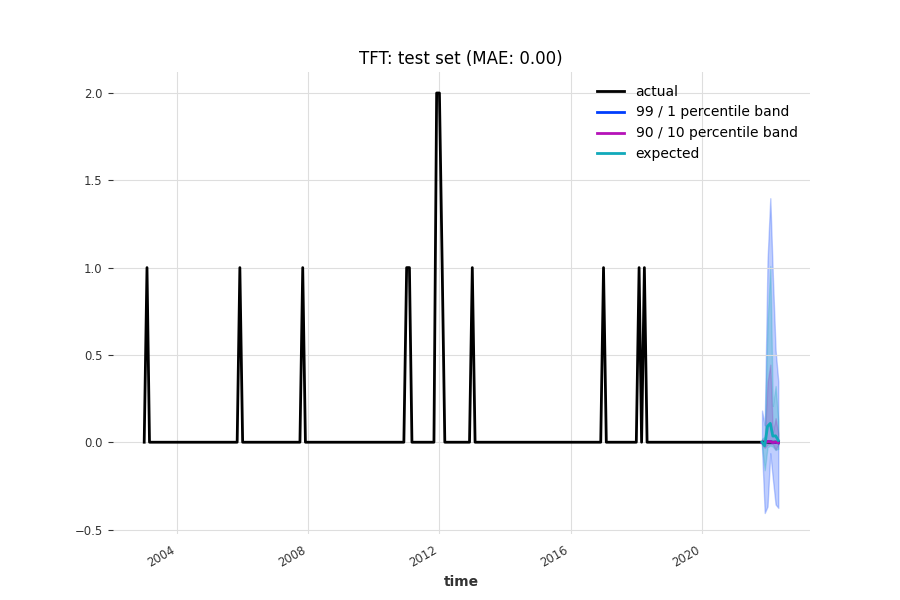 TFT: test set (MAE: 0.00)
actual
99 / 1 percentile band
90 / 10 percentile band
expected
2.0
1.5
1.0
0.5
0.0
−0.5
2004
2008
2012
2016
2020
time